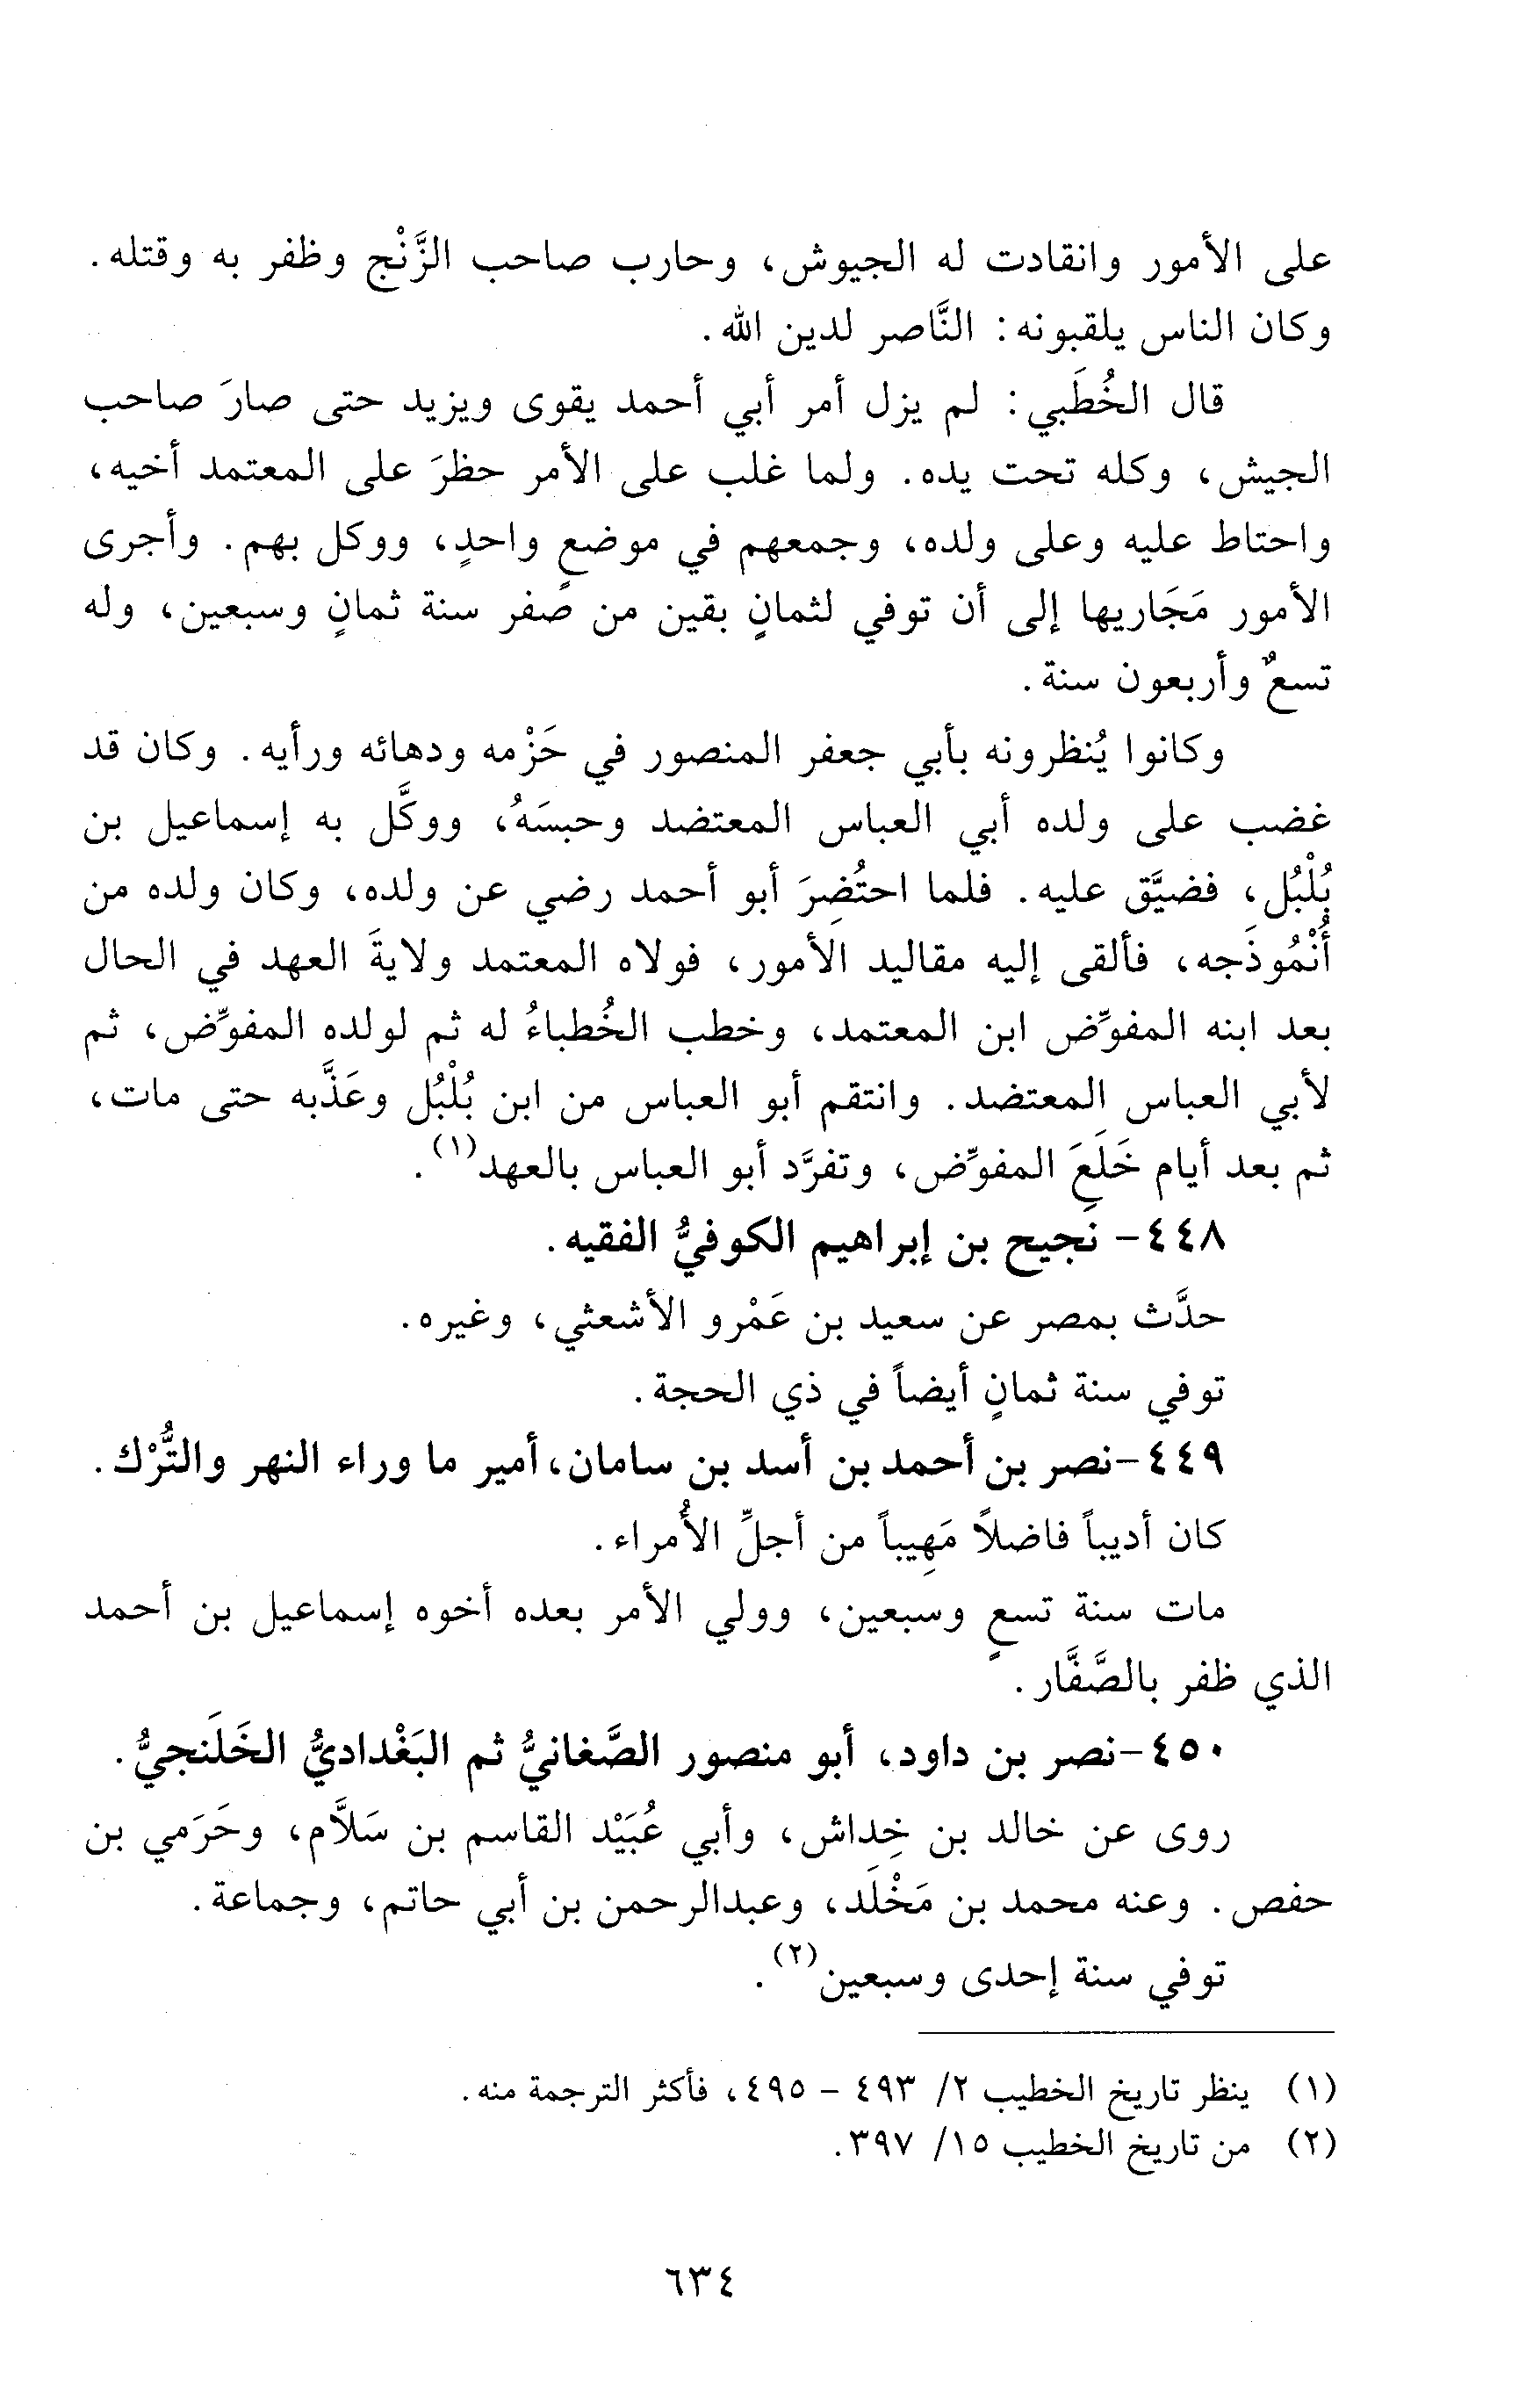 على الأمور وانقادت له الجيوش، وحارب صاحب الزَّنْج وظفر به وقتله.
وكان الناس يلقبونه: النَّاصر لدين الله.
قال الخُطَبي: لم يزل أمر أبي أحمد يقوى ويزيد حتى صارَ صاحب
الجيش، وكله تحت يده. ولما غلب على الأمر حظرَ على المعتمد أخيه،
واحتاط عليه وعلى ولده، وجمعهم في موضعٍ واحدٍ، ووكل بهم. وأجرى
الأمور مَجَاريها إلى أن توفي لثمانٍ بقين من صفر سنة ثمانٍ وسبعين، وله
تسعٌ وأربعون سنة.
وكانوا يُنظرونه بأبي جعفر المنصور في حَزْمه ودهائه ورأيه. وكان قد
غضب على ولده أبي العباس المعتضد وحبسَهُ، ووكَّل به إسماعيل بن
بُلْبُل، فضيَّق عليه. فلما احتُضِرَ أبو أحمد رضي عن ولده، وكان ولده من
أُنْمُوذَجه، فألقى إليه مقاليد الأمور، فولاه المعتمد ولايةَ العهد في الحال
بعد ابنه المفوِّض ابن المعتمد، وخطب الخُطباءُ له ثم لولده المفوِّض، ثم
لأبي العباس المعتضد. وانتقم أبو العباس من ابن بُلْبُل وعَذَّبه حتى مات،
ثم بعد أيام خَلَعَ المفوِّض، وتفرَّد أبو العباس بالعهد(١).
٤٤٨- نَجيح بن إبراهيم الكوفيُّ الفقيه.
حدَّث بمصر عن سعيد بن عَمْرو الأشعثي، وغيره.
توفي سنة ثمانٍ أيضاً في ذي الحجة.
٤٤٩-نصر بن أحمد بن أسد بن سامان، أمير ما وراء النهر والتُّرْك.
كان أديباً فاضلاً مَهِيباً من أجلِّ الأُمراء.
مات سنة تسعٍ وسبعين، وولي الأمر بعده أخوه إسماعيل بن أحمد
الذي ظفر بالصَّفَّار.
٤٥٠-نصر بن داود، أبو منصور الصَّغانيُّ ثم البَغْداديُّ الخَلَنجيُّ.
روى عن خالد بن خِداش، وأبي عُبَيْد القاسم بن سَلاَّم، وحَرَمي بن
حفص. وعنه محمد بن مَخْلَد، وعبدالرحمن بن أبي حاتم، وجماعة.
توفي سنة إحدى وسبعين(٢).
(١) ينظر تاريخ الخطيب ٢/ ٤٩٣ - ٤٩٥، فأكثر الترجمة منه.
(٢) من تاريخ الخطيب ١٥/ ٣٩٧.
٦٣٤